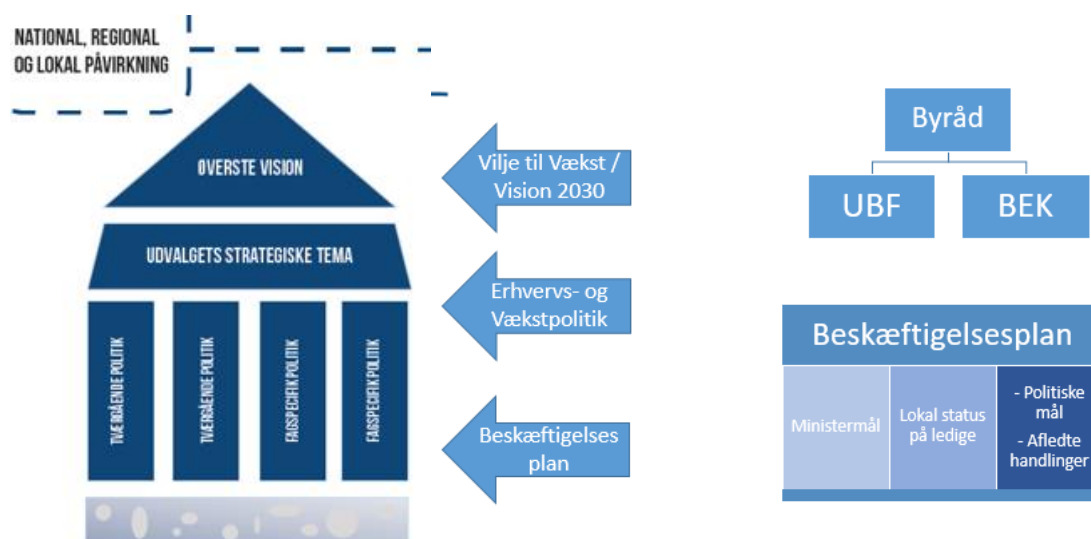 NATIONAL, REGIONAL
OG LOKAL PÅVIRKNING
ØVERSTE VISION
UDVALGETS STRATEGISKE TEMA
TVÆRGÅENDE POLITIK
TVÆRGÅENDE POLITIK
FAGSPECIFIK POLITIK
FAGSPECIFIK POLITIK
Vilje til Vækst /
Vision 2030
Erhvervs- og
Vækstpolitik
Beskæftigelses
plan
Byråd
UBF
BEK
Beskæftigelsesplan
Ministermål
Lokal status
på ledige
- Politiske
mål
- Afledte
handlinger